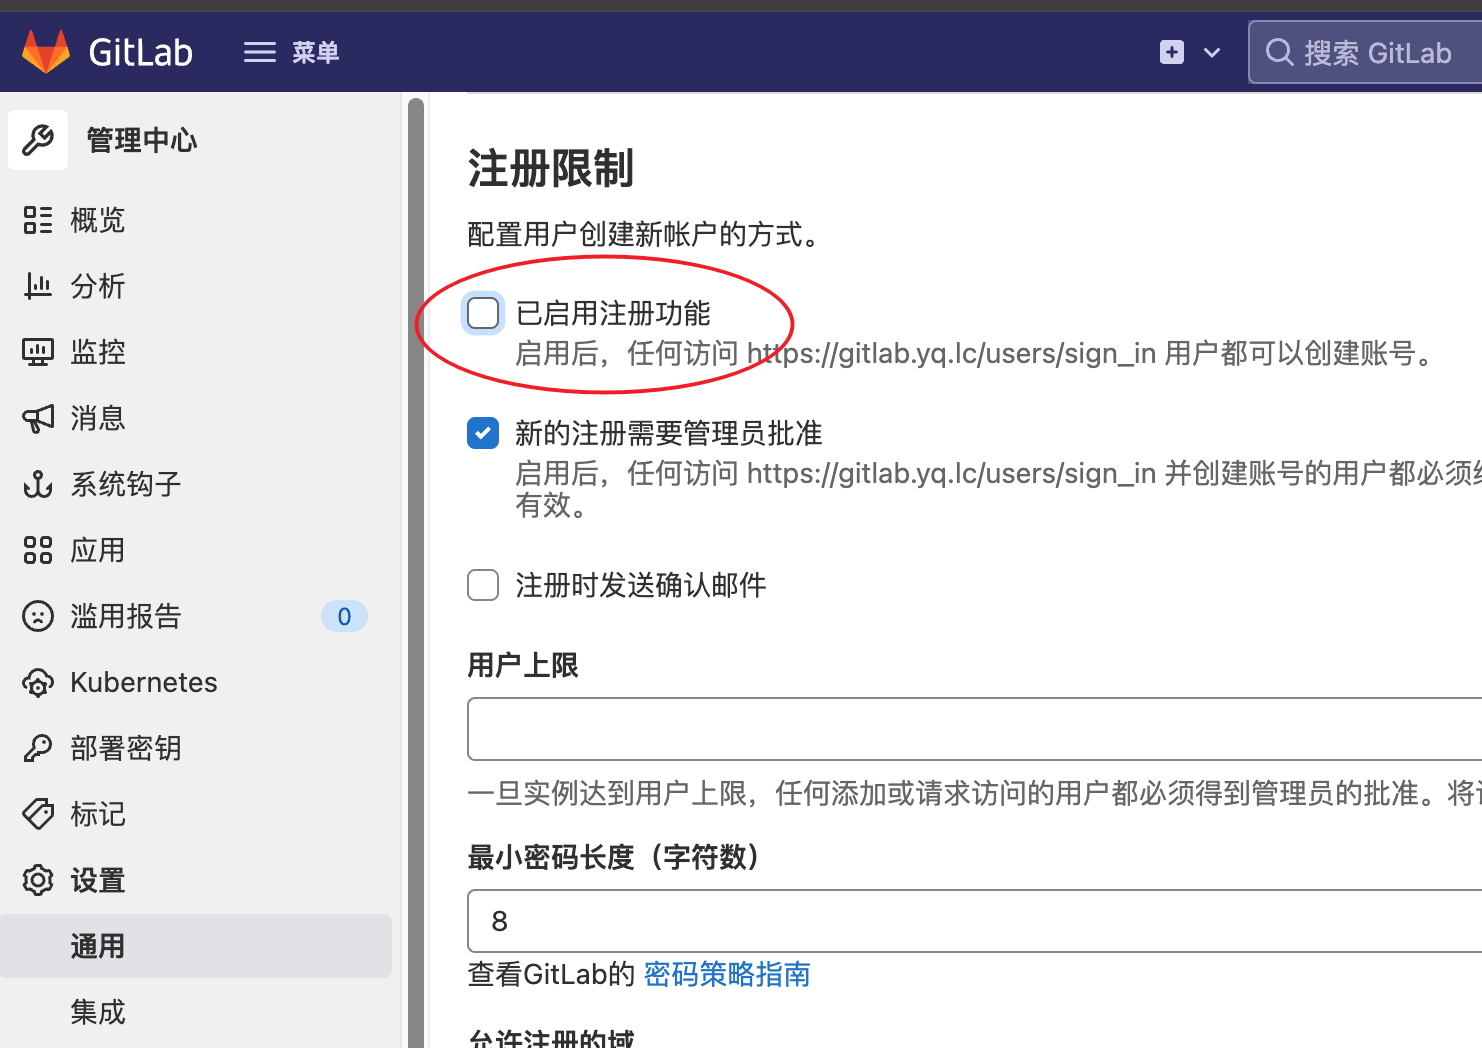 GitLab
菜单
搜索 GitLab
管理中心
概览
分析
监控
消息
系统钩子
应用
滥用报告
0
Kubernetes
部署密钥
标记
设置
通用
集成
注册限制
配置用户创建新帐户的方式。
已启用注册功能
启用后，任何访问 https://gitlab.yq.lc/users/sign_in 用户都可以创建账号。
新的注册需要管理员批准
启用后，任何访问 https://gitlab.yq.lc/users/sign_in 并创建账号的用户都必须
有效。
注册时发送确认邮件
用户上限
一旦实例达到用户上限，任何添加或请求访问的用户都必须得到管理员的批准。将
最小密码长度（字符数）
8
查看GitLab的 密码策略指南
允许注册的域